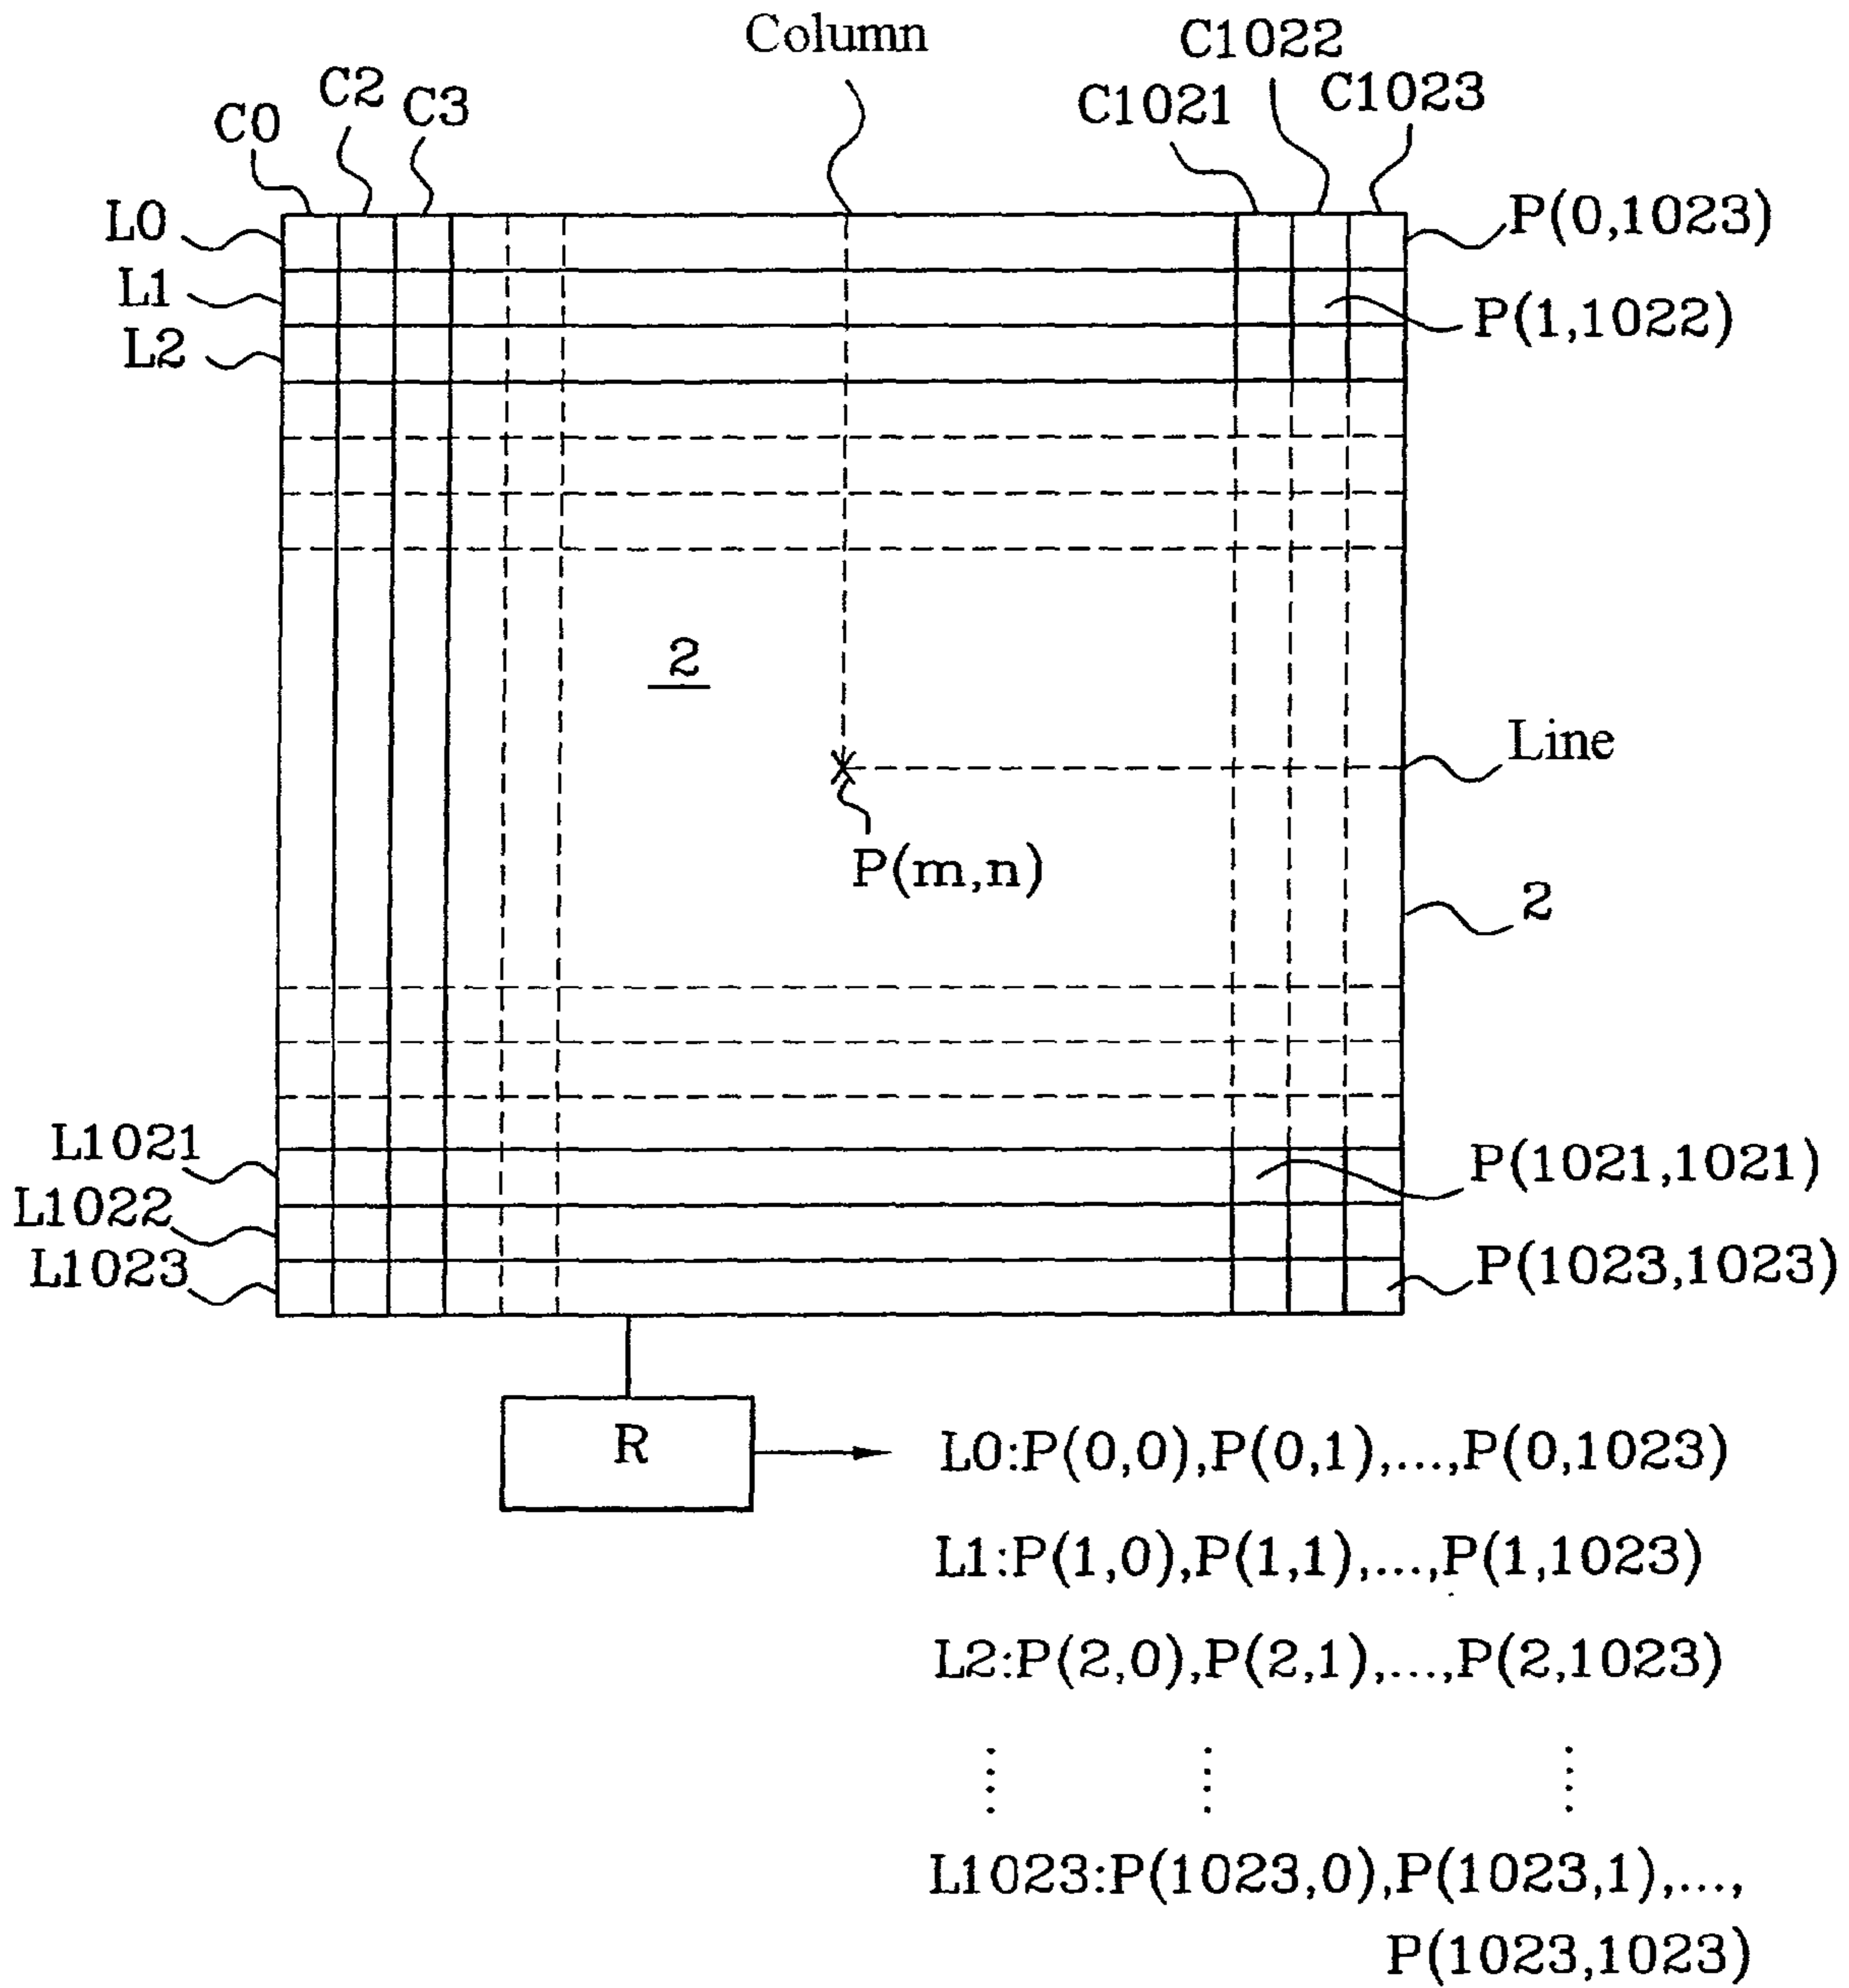 Column
C1022
C0
C2
C3
C1021
C1023
L0
P(0,1023)
L1
P(1,1022)
L2
2
Line
P(m,n)
2
L1021
P(1021,1021)
L1022
L1023
P(1023,1023)
R
L0:P(0,0),P(0,1),...,P(0,1023)
L1:P(1,0),P(1,1),...,P(1,1023)
L2:P(2,0),P(2,1),...,P(2,1023)
L1023:P(1023,0),P(1023,1),...,
P(1023,1023)